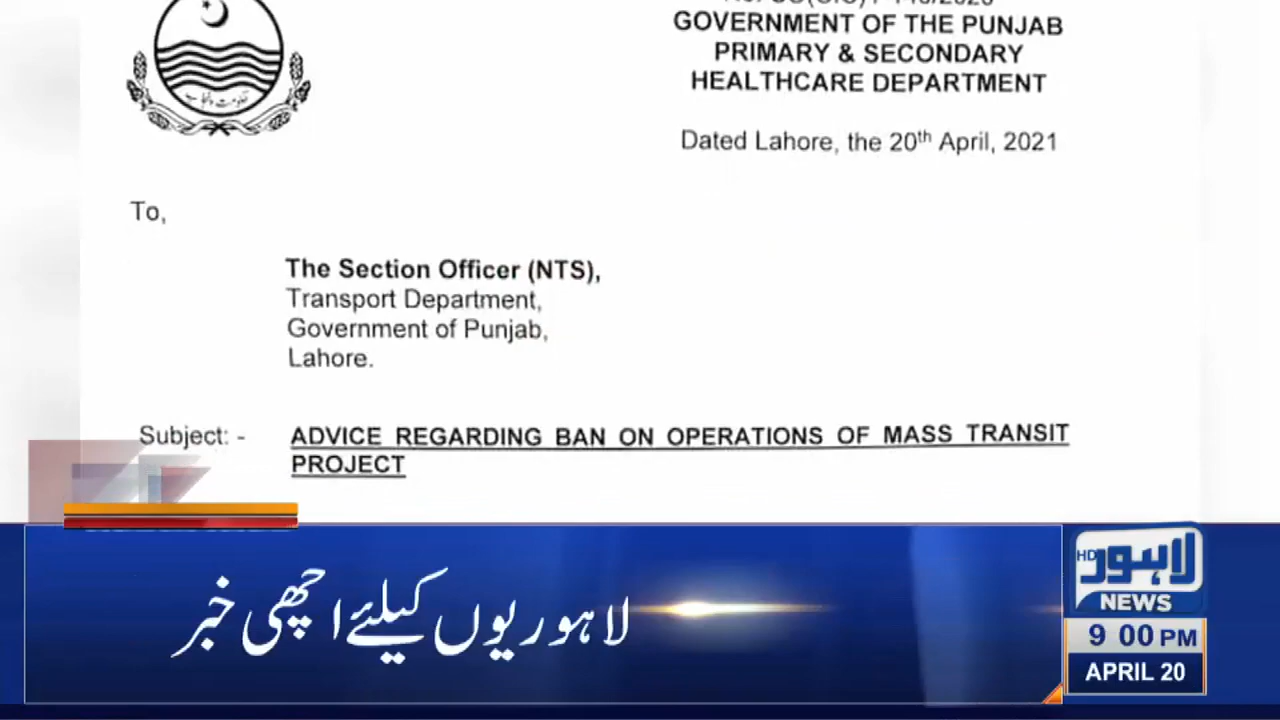 GOVERNMENT OF THE PUNJAB
PRIMARY & SECONDARY
HEALTHCARE DEPARTMENT
Dated Lahore, the 20th April, 2021
To,
The Section Officer (NTS),
Transport Department,
Government of Punjab,
Lahore.
Subject: - ADVICE REGARDING BAN ON OPERATIONS OF MASS TRANSIT
PROJECT
لاہوریوں کیلئے اچھی خبر
HD لاہور
NEWS
9 00 PM
APRIL 20